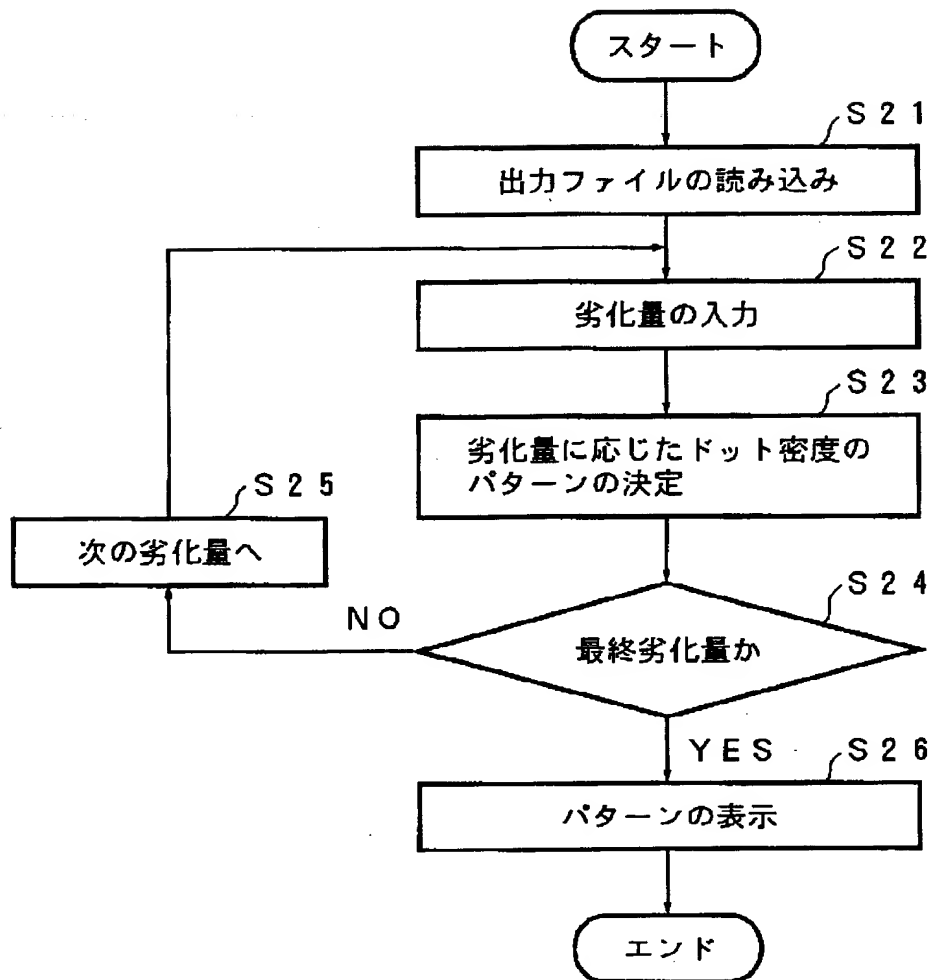 スタート
S21
出力ファイルの読み込み
S22
劣化量の入力
S23
劣化量に応じたドット密度の
パターンの決定
S25
次の劣化量へ
S24
最終劣化量か
NO
YES
S26
パターンの表示
エンド